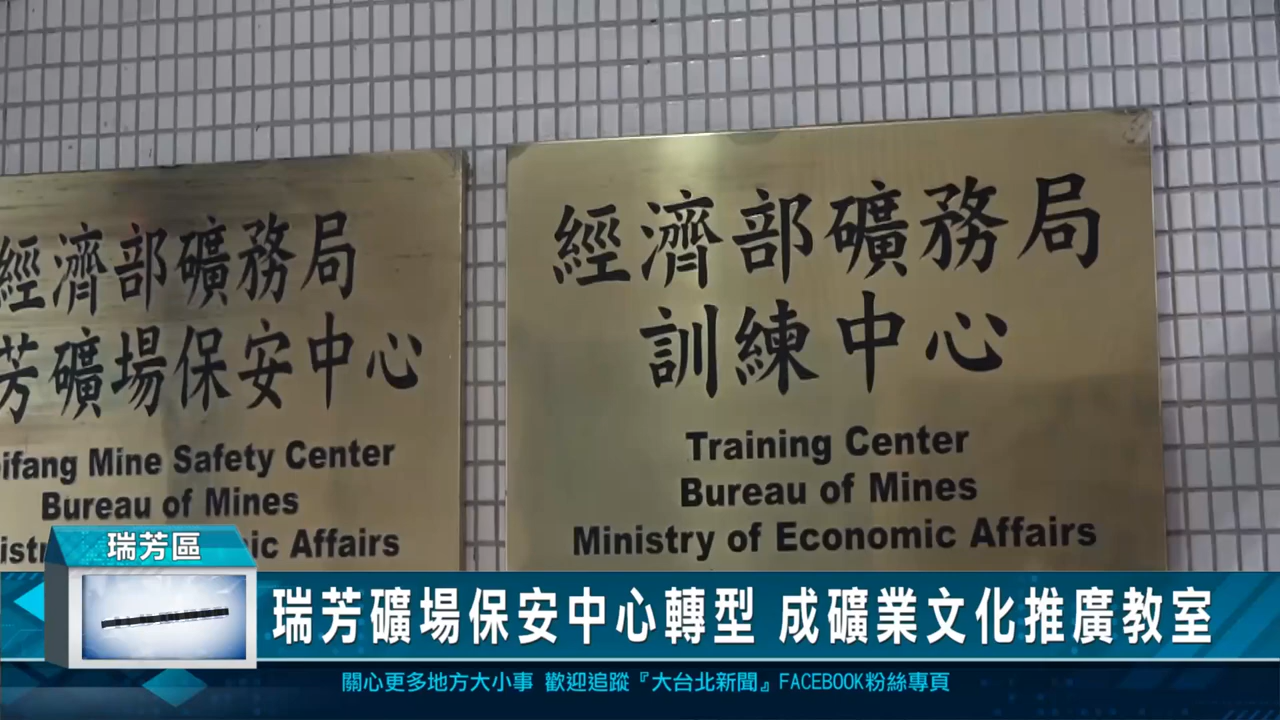 經濟部礦務局
芳礦場保安中心
ifang Mine Safety Center
Bureau of Mines
ic Affairs
經濟部礦務局
訓練中心
Training Center
Bureau of Mines
Ministry of Economic Affairs
瑞芳區
瑞芳礦場保安中心轉型 成礦業文化推廣教室
關心更多地方大小事 歡迎追蹤『大台北新聞』FACEBOOK粉絲專頁